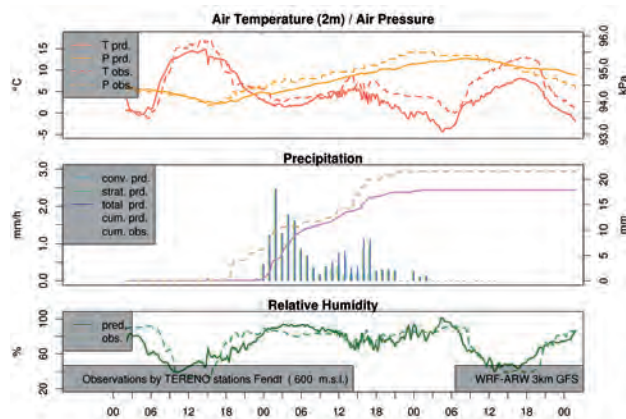 Air Temperature (2m) / Air Pressure
T prd.
P prd.
T obs.
P obs.
°C
15
10
5
0
-5
kPa
96.0
95.0
94.0
93.0
Precipitation
conv. prd.
strat. prd.
total prd.
cum. prd.
cum. obs.
mm/h
3.0
2.0
1.0
0.0
mm
20
15
10
5
0
Relative Humidity
pred.
obs.
%
100
60
20
Observations by TERENO stations Fendt ( 600 m.s.l.)
WRF-ARW 3km GFS
00 06 12 18 00 06 12 18 00 06 12 18 00